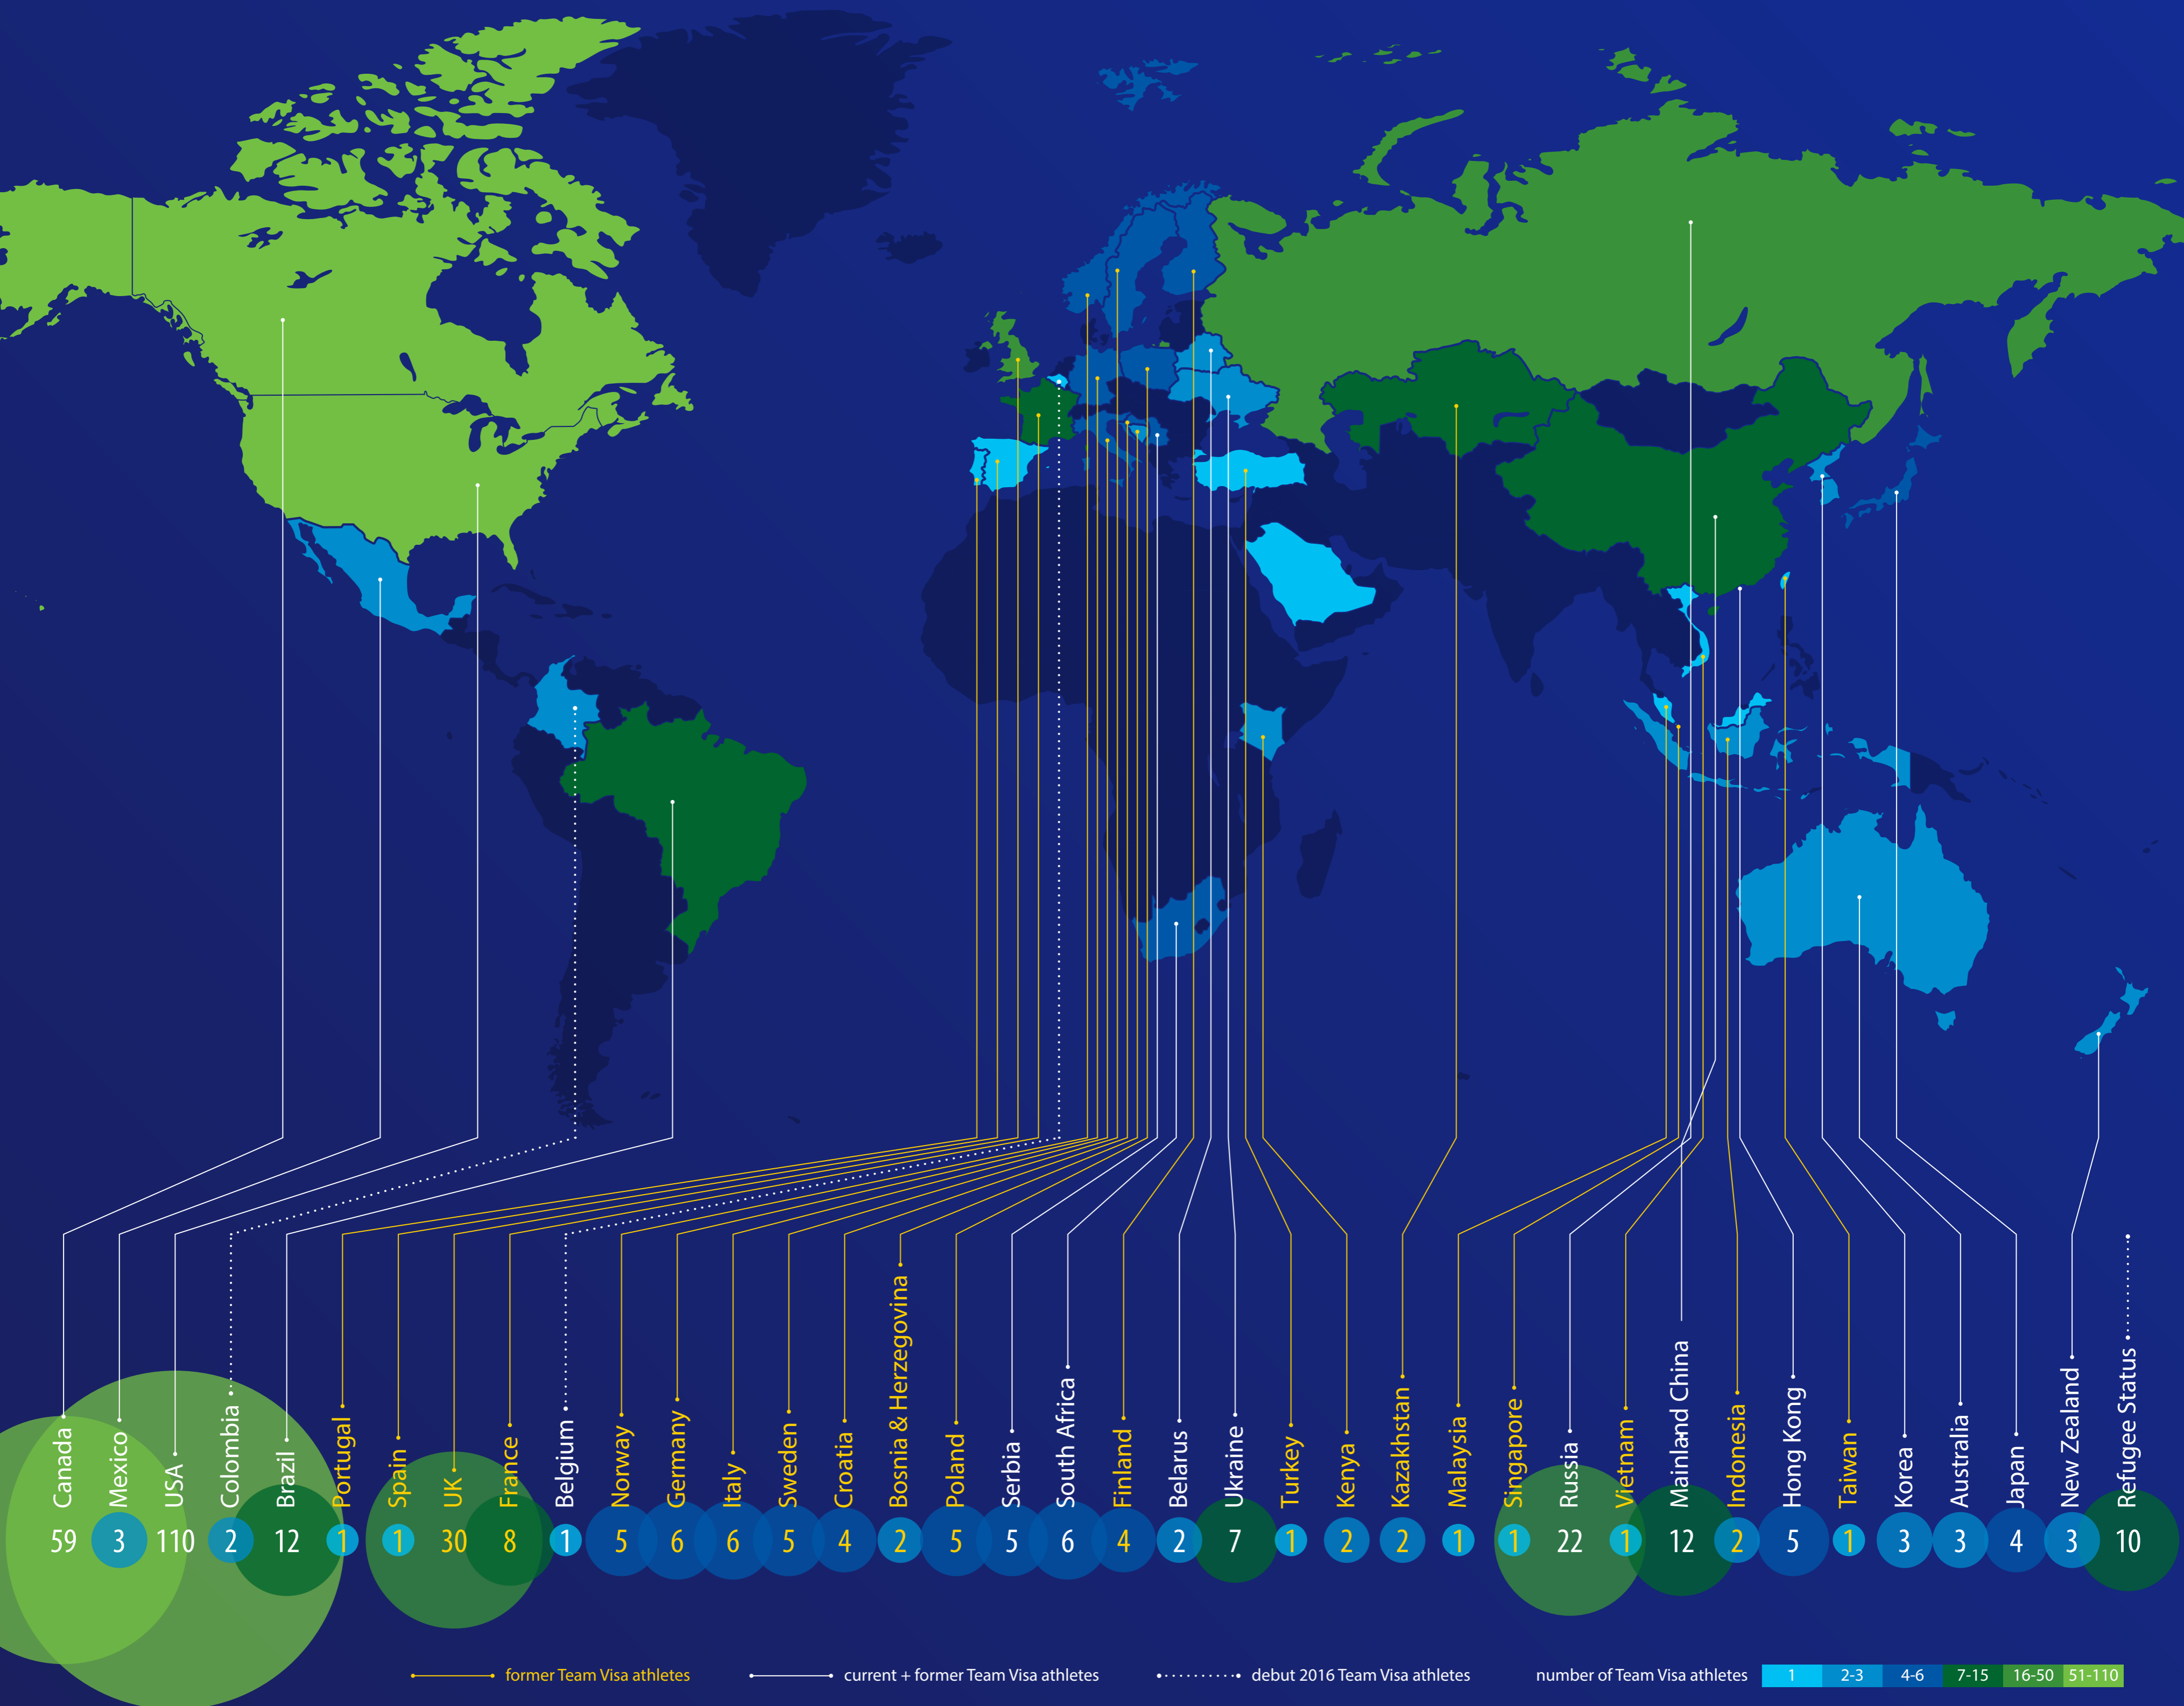 Canada
Mexico
USA
Colombia
Brazil
Portugal
Spain
UK
France
Belgium
Norway
Germany
Italy
Sweden
Croatia
Bosnia & Herzegovina
Poland
Serbia
South Africa
Finland
Belarus
Ukraine
Turkey
Kenya
Kazakhstan
Malaysia
Singapore
Russia
Vietnam
Mainland China
Indonesia
Hong Kong
Taiwan
Korea
Australia
Japan
New Zealand
Refugee Status
59 3 110 2 12 1 1 30 8 1 5 6 6 5 4 2 5 5 6 4 2 7 1 2 2 1 1 22 1 12 2 5 1 3 3 4 3 10
former Team Visa athletes
current + former Team Visa athletes
debut 2016 Team Visa athletes
number of Team Visa athletes
1 2-3 4-6 7-15 16-50 51-110